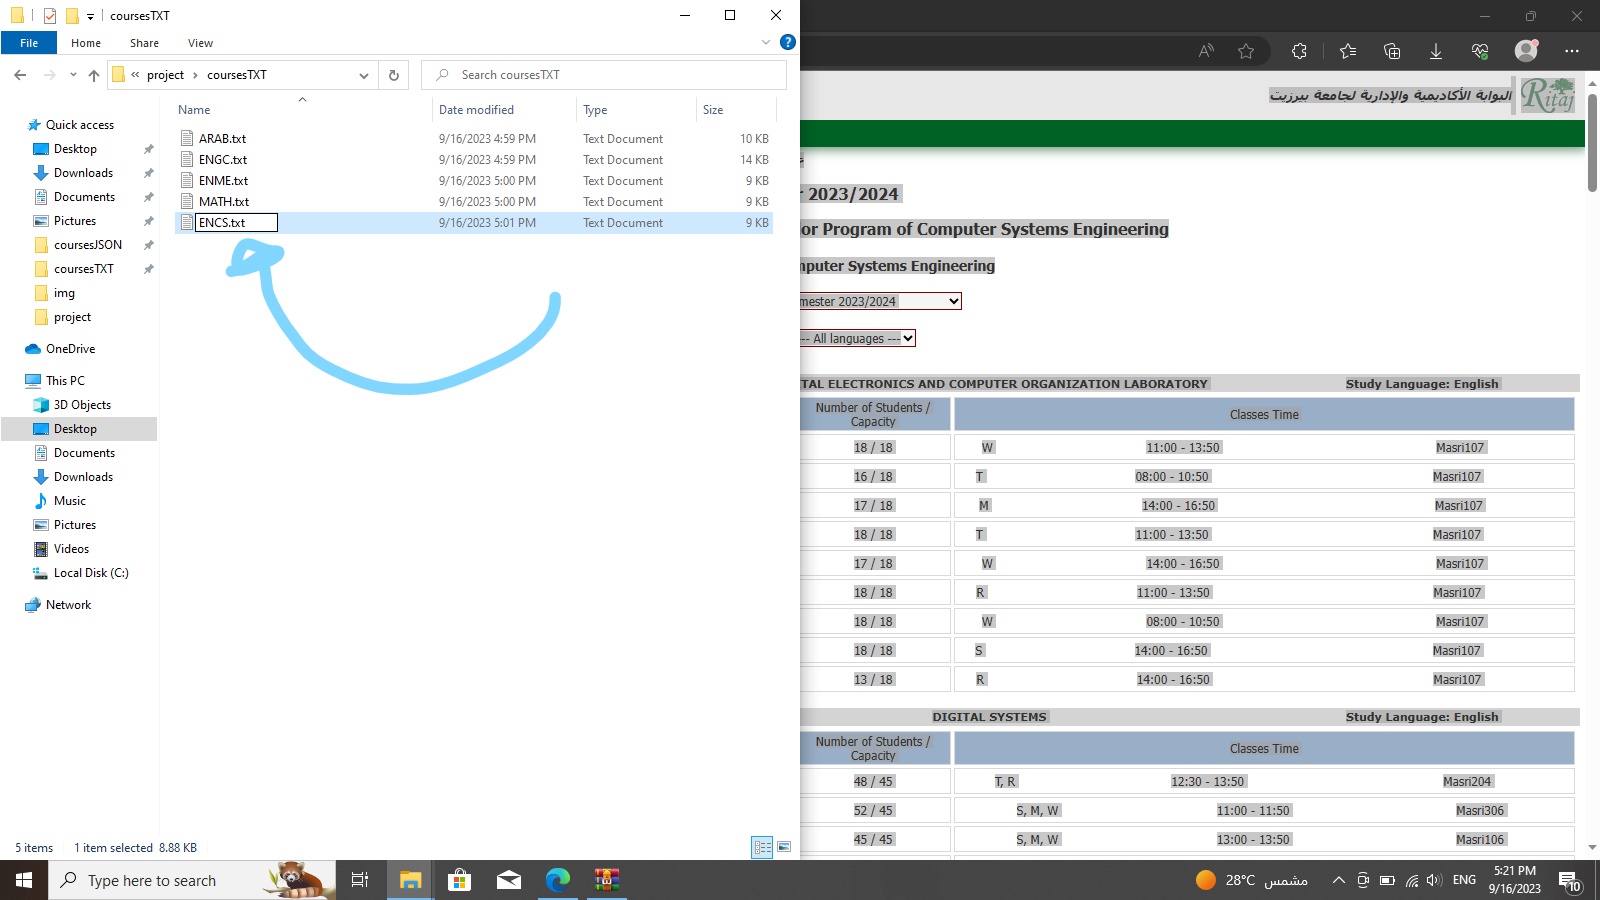 coursesTXT
File Home Share View
project coursesTXT
Search coursesTXT
Name Date modified Type Size
ARAB.txt 9/16/2023 4:59 PM Text Document 10 KB
ENGC.txt 9/16/2023 4:59 PM Text Document 14 KB
ENME.txt 9/16/2023 5:00 PM Text Document 9 KB
MATH.txt 9/16/2023 5:00 PM Text Document 9 KB
ENCS.txt 9/16/2023 5:01 PM Text Document 9 KB
Quick access
Desktop
Downloads
Documents
Pictures
coursesJSON
coursesTXT
img
project
OneDrive
This PC
3D Objects
Desktop
Documents
Downloads
Music
Pictures
Videos
Local Disk (C:)
Network
5 items 1 item selected 8.88 KB
البوابة الأكاديمية والإدارية لجامعة بيرزيت
Ritaj
2023/2024
or Program of Computer Systems Engineering
mputer Systems Engineering
mester 2023/2024
-- All languages ---
TAL ELECTRONICS AND COMPUTER ORGANIZATION LABORATORY Study Language: English
Number of Students / Capacity Classes Time
18 / 18 W 11:00 - 13:50 Masri107
16 / 18 T 08:00 - 10:50 Masri107
17 / 18 M 14:00 - 16:50 Masri107
18 / 18 T 11:00 - 13:50 Masri107
17 / 18 W 14:00 - 16:50 Masri107
18 / 18 R 11:00 - 13:50 Masri107
18 / 18 W 08:00 - 10:50 Masri107
18 / 18 S 14:00 - 16:50 Masri107
13 / 18 R 14:00 - 16:50 Masri107
DIGITAL SYSTEMS Study Language: English
Number of Students / Capacity Classes Time
48 / 45 T, R 12:30 - 13:50 Masri204
52 / 45 S, M, W 11:00 - 11:50 Masri306
45 / 45 S, M, W 13:00 - 13:50 Masri106
Type here to search
28°C مشمس
ENG
5:21 PM
9/16/2023
10